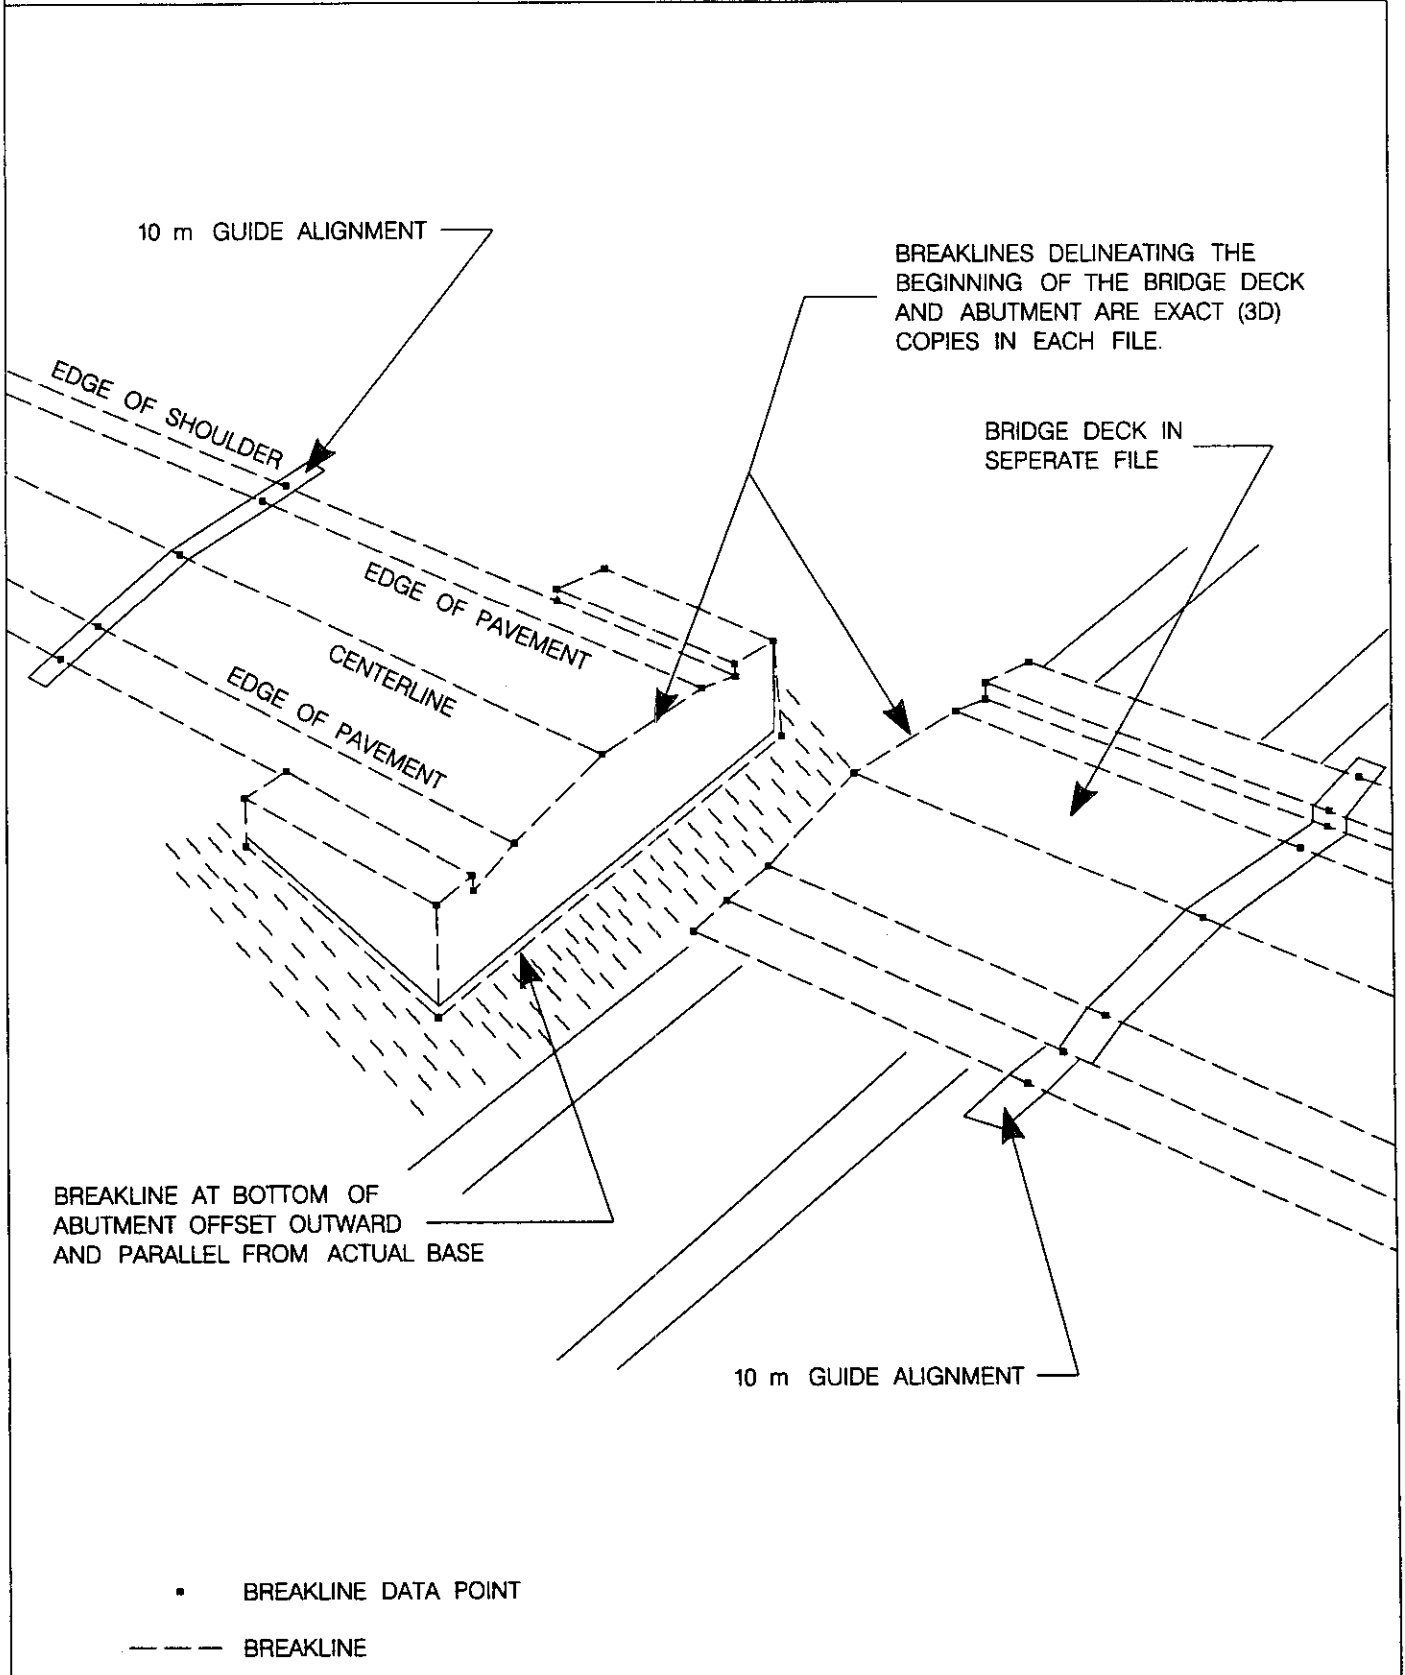 10 m GUIDE ALIGNMENT
BREAKLINES DELINEATING THE
BEGINNING OF THE BRIDGE DECK
AND ABUTMENT ARE EXACT (3D)
COPIES IN EACH FILE.
EDGE OF SHOULDER
BRIDGE DECK IN
SEPERATE FILE
EDGE OF PAVEMENT
CENTERLINE
EDGE OF PAVEMENT
BREAKLINE AT BOTTOM OF
ABUTMENT OFFSET OUTWARD
AND PARALLEL FROM ACTUAL BASE
10 m GUIDE ALIGNMENT
BREAKLINE DATA POINT
BREAKLINE